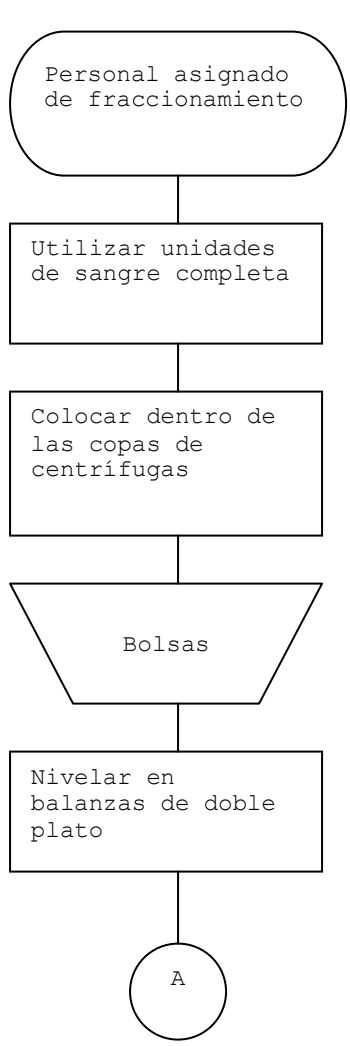 Personal asignado
de fraccionamiento
Utilizar unidades
de sangre completa
Colocar dentro de
las copas de
centrífugas
Bolsas
Nivelar en
balanzas de doble
plato
A